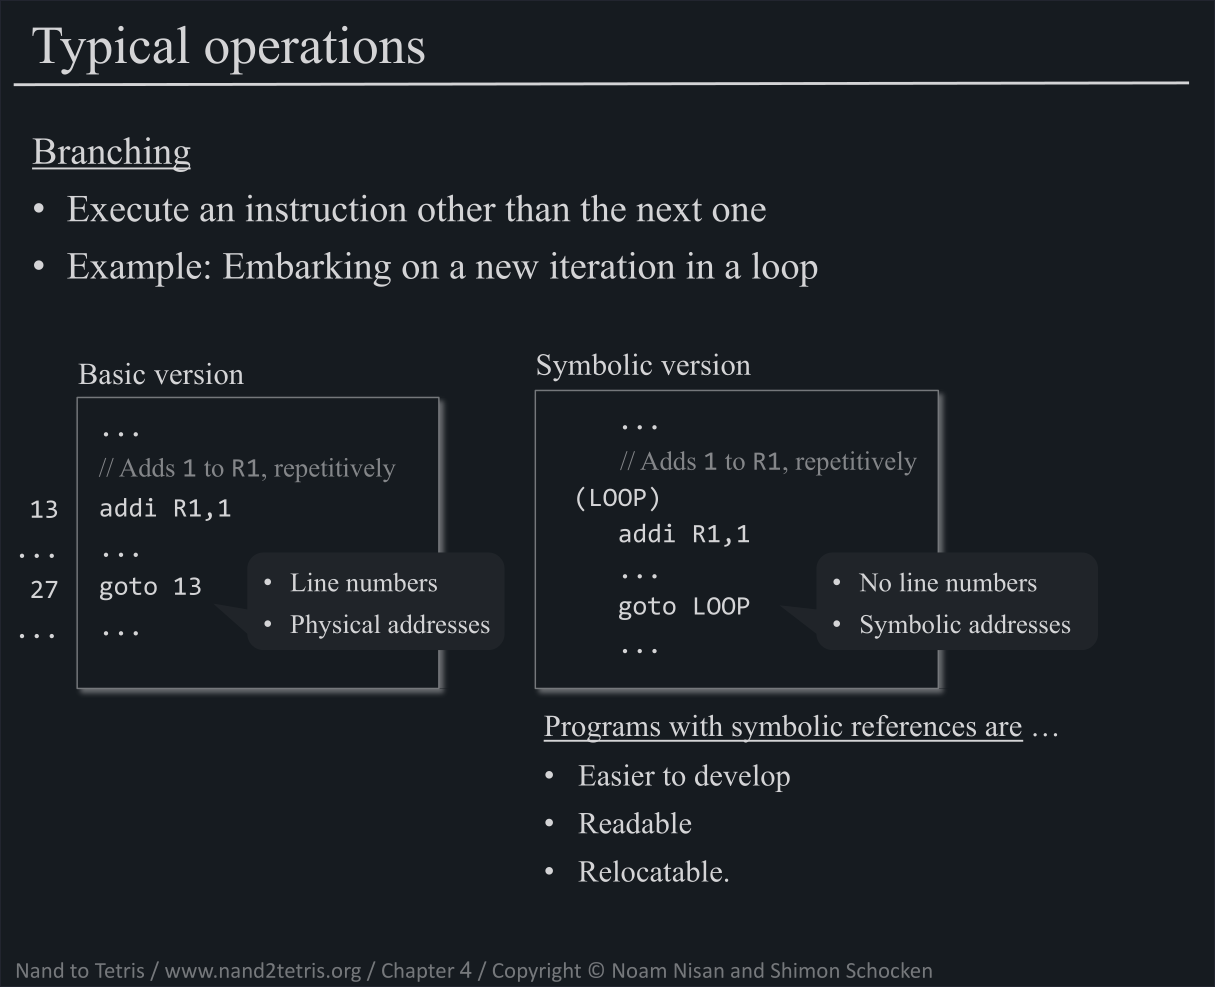 Typical operations
Branching
• Execute an instruction other than the next one
• Example: Embarking on a new iteration in a loop
Basic version
...
// Adds 1 to R1, repetitively
13 addi R1,1
... ...
27 goto 13
... ...
• Line numbers
• Physical addresses
Symbolic version
...
// Adds 1 to R1, repetitively
(LOOP)
addi R1,1
...
goto LOOP
...
• No line numbers
• Symbolic addresses
Programs with symbolic references are …
• Easier to develop
• Readable
• Relocatable.
Nand to Tetris / www.nand2tetris.org / Chapter 4 / Copyright © Noam Nisan and Shimon Schocken